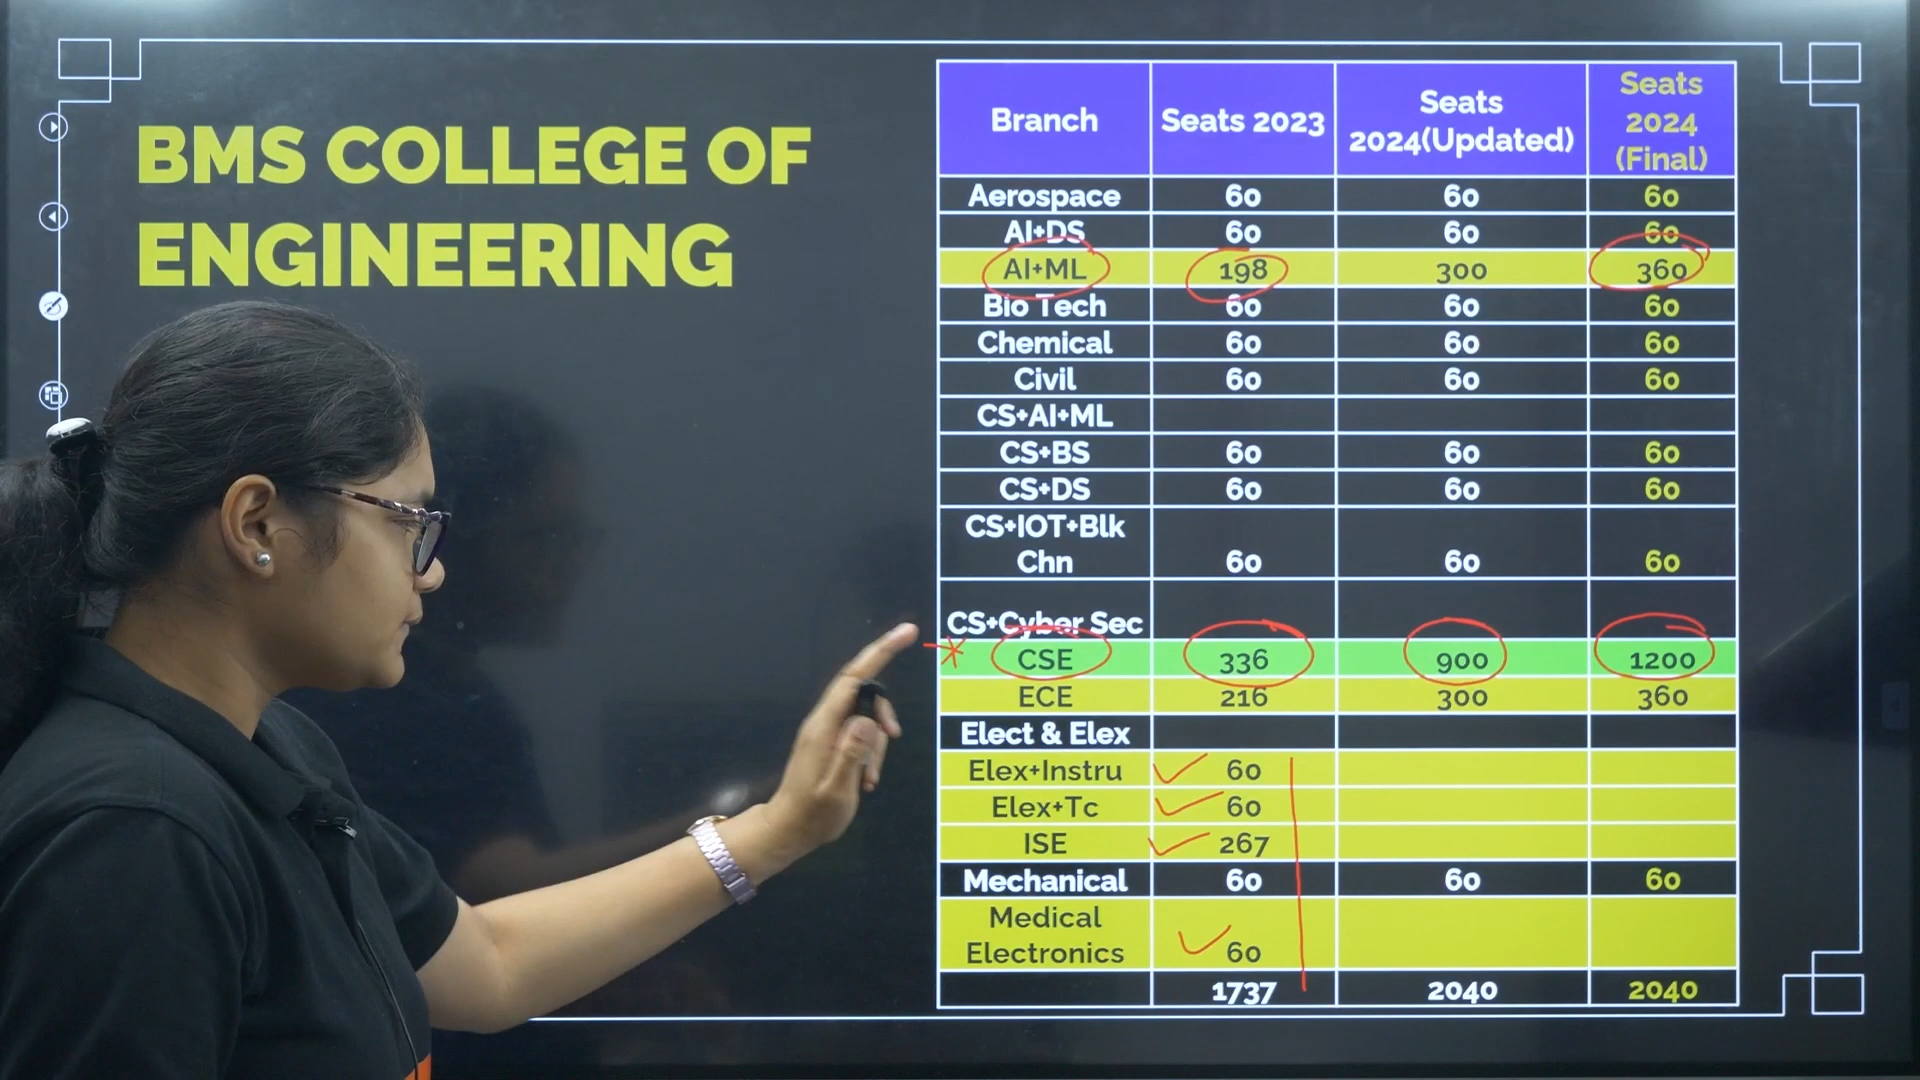 BMS COLLEGE OF
ENGINEERING
Branch Seats 2023 Seats 2024(Updated) Seats 2024 (Final)
Aerospace 60 60 60
AI+DS 60 60 60
AI+ML 198 300 360
Bio Tech 60 60 60
Chemical 60 60 60
Civil 60 60 60
CS+AI+ML
CS+BS 60 60 60
CS+DS 60 60 60
CS+IOT+Blk Chn 60 60 60
CS+Cyber Sec
CSE 336 900 1200
ECE 216 300 360
Elect & Elex
Elex+Instru 60
Elex+Tc 60
ISE 267
Mechanical 60 60 60
Medical Electronics 60
1737 2040 2040